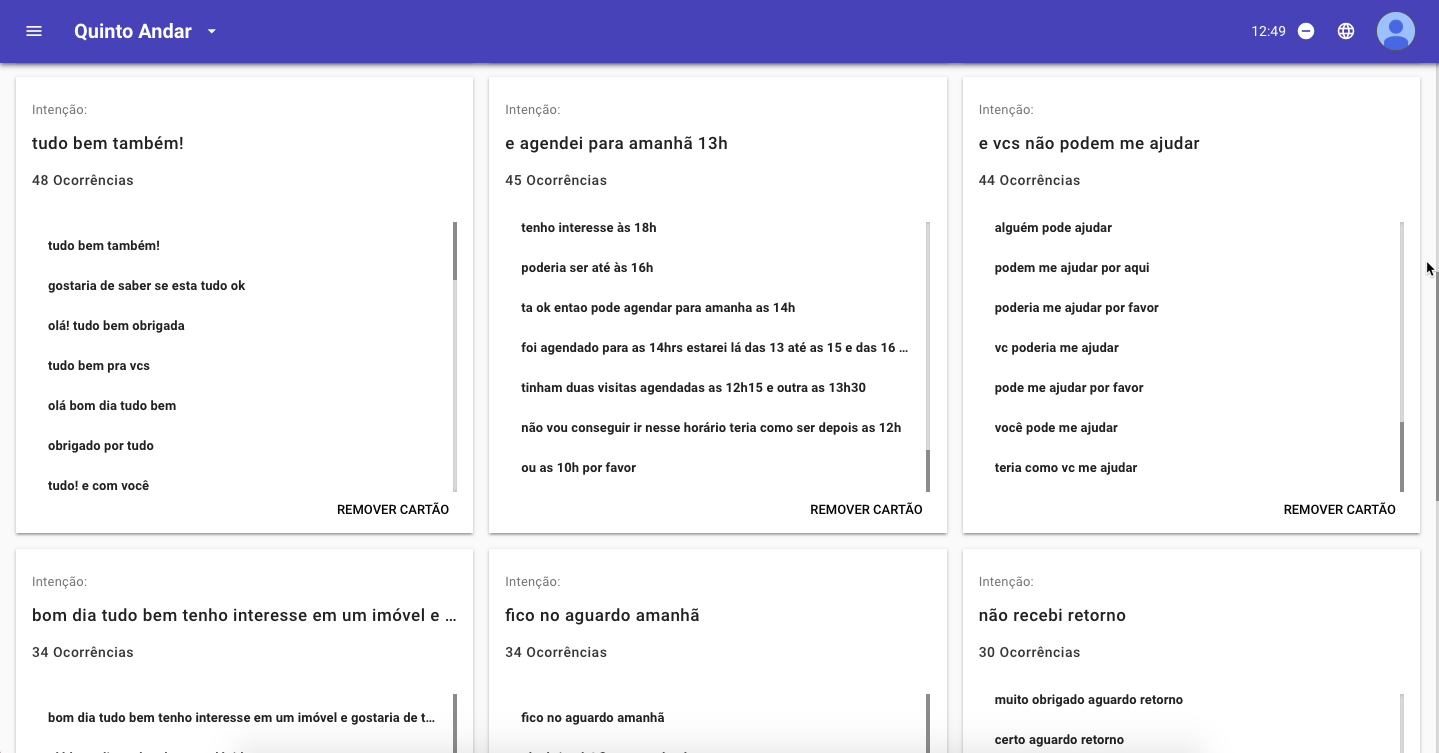 Quinto Andar
12:49
Intenção:
tudo bem também!
48 Ocorrências
tudo bem também!
gostaria de saber se esta tudo ok
olá! tudo bem obrigada
tudo bem pra vcs
olá bom dia tudo bem
obrigado por tudo
tudo! e com você
REMOVER CARTÃO
Intenção:
e agendei para amanhã 13h
45 Ocorrências
tenho interesse às 18h
poderia ser até às 16h
ta ok entao pode agendar para amanha as 14h
foi agendado para as 14hrs estarei lá das 13 até as 15 e das 16 ...
tinham duas visitas agendadas as 12h15 e outra as 13h30
não vou conseguir ir nesse horário teria como ser depois as 12h
ou as 10h por favor
REMOVER CARTÃO
Intenção:
e vcs não podem me ajudar
44 Ocorrências
alguém pode ajudar
podem me ajudar por aqui
poderia me ajudar por favor
vc poderia me ajudar
pode me ajudar por favor
você pode me ajudar
teria como vc me ajudar
REMOVER CARTÃO
Intenção:
bom dia tudo bem tenho interesse em um imóvel e ...
34 Ocorrências
bom dia tudo bem tenho interesse em um imóvel e gostaria de t...
Intenção:
fico no aguardo amanhã
34 Ocorrências
fico no aguardo amanhã
Intenção:
não recebi retorno
30 Ocorrências
muito obrigado aguardo retorno
certo aguardo retorno